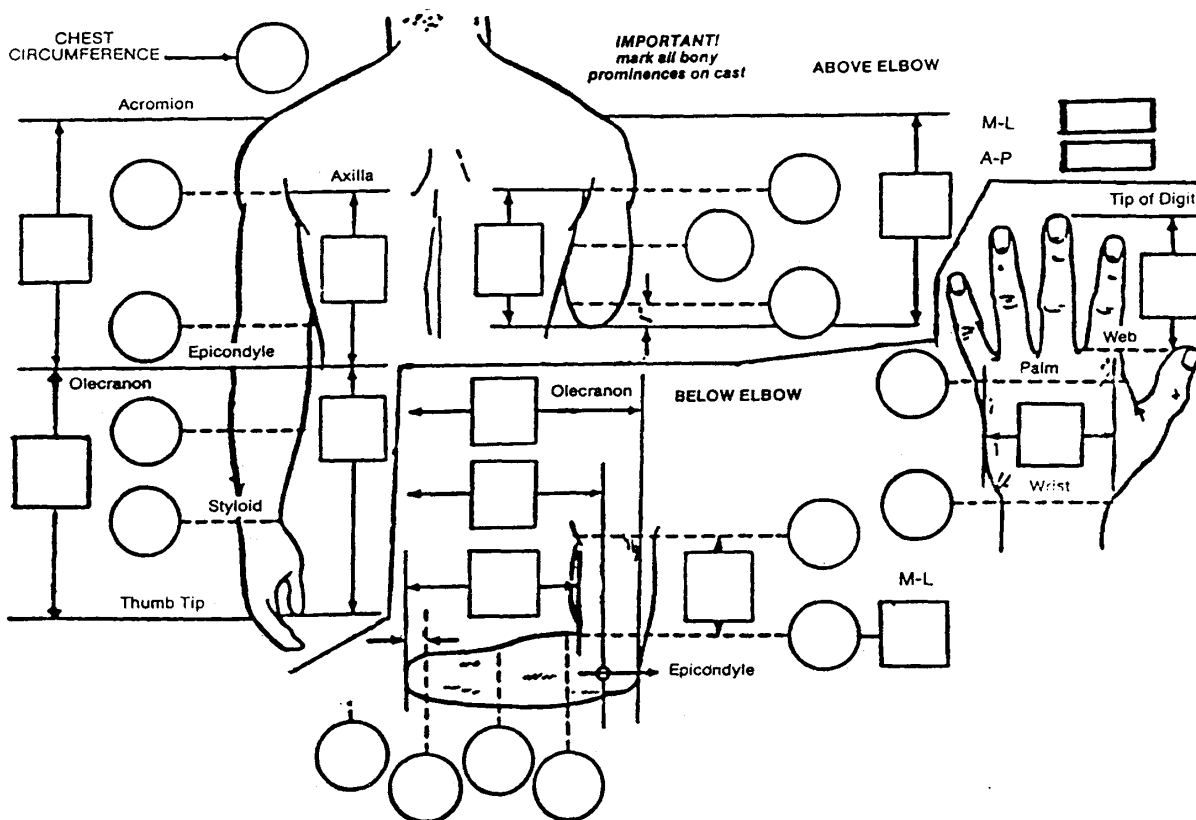 CHEST
CIRCUMFERENCE
IMPORTANT!
mark all bony
prominences on cast
ABOVE ELBOW
Acromion
M-L
A-P
Axilla
Tip of Digit
Epicondyle
Web
Olecranon
Palm
Olecranon
BELOW ELBOW
Styloid
Wrist
M-L
Thumb Tip
Epicondyle